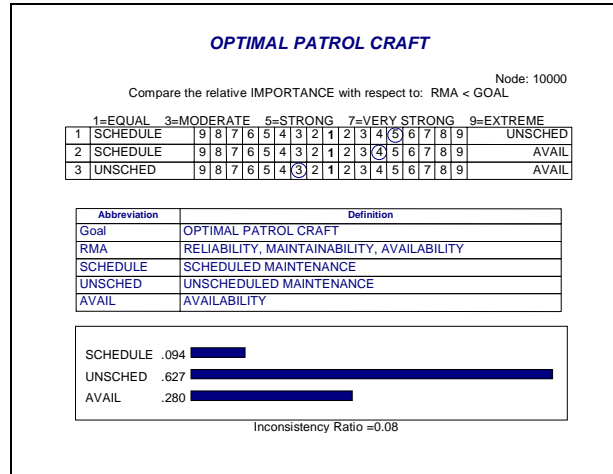 OPTIMAL PATROL CRAFT
Node: 10000
Compare the relative IMPORTANCE with respect to: RMA < GOAL
1=EQUAL 3=MODERATE 5=STRONG 7=VERY STRONG 9=EXTREME
1 SCHEDULE 9 8 7 6 5 4 3 2 1 2 3 4 5 6 7 8 9 UNSCHED
2 SCHEDULE 9 8 7 6 5 4 3 2 1 2 3 4 5 6 7 8 9 AVAIL
3 UNSCHED 9 8 7 6 5 4 3 2 1 2 3 4 5 6 7 8 9 AVAIL
Abbreviation Definition
Goal OPTIMAL PATROL CRAFT
RMA RELIABILITY, MAINTAINABILITY, AVAILABILITY
SCHEDULE SCHEDULED MAINTENANCE
UNSCHED UNSCHEDULED MAINTENANCE
AVAIL AVAILABILITY
SCHEDULE .094
UNSCHED .627
AVAIL .280
Inconsistency Ratio =0.08